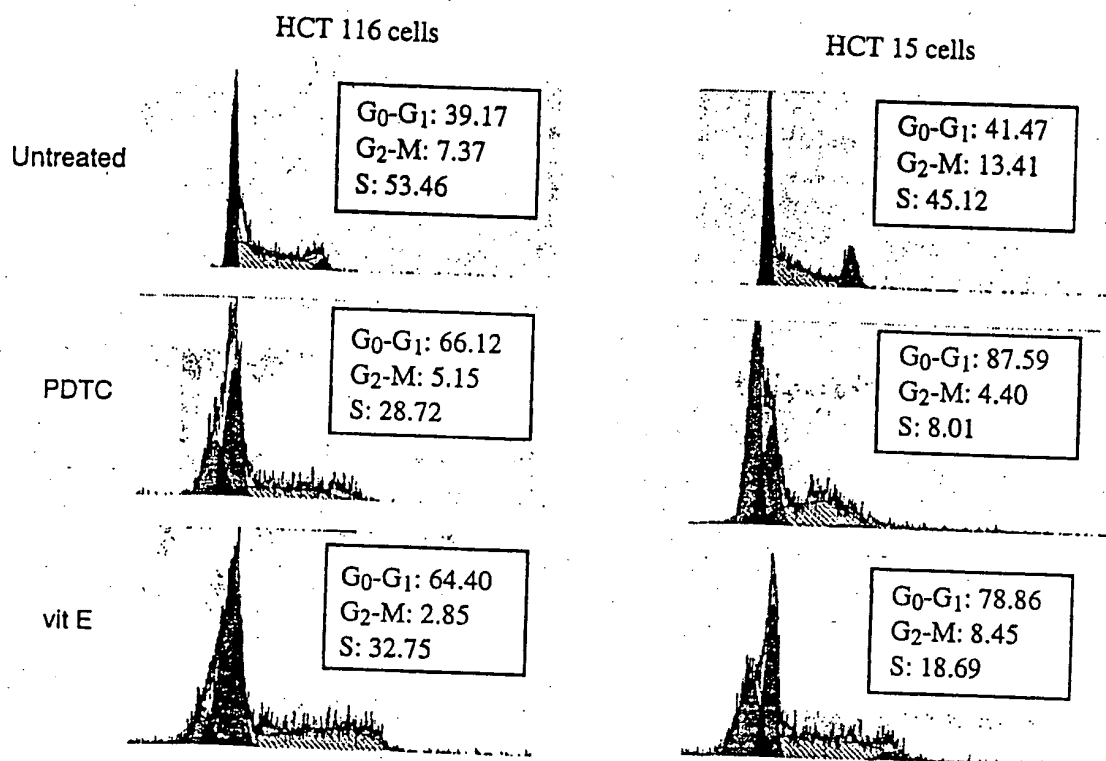 HCT 116 cells
HCT 15 cells
Untreated
G₀-G₁: 39.17
G₂-M: 7.37
S: 53.46
G₀-G₁: 41.47
G₂-M: 13.41
S: 45.12
PDTC
G₀-G₁: 66.12
G₂-M: 5.15
S: 28.72
G₀-G₁: 87.59
G₂-M: 4.40
S: 8.01
vit E
G₀-G₁: 64.40
G₂-M: 2.85
S: 32.75
G₀-G₁: 78.86
G₂-M: 8.45
S: 18.69